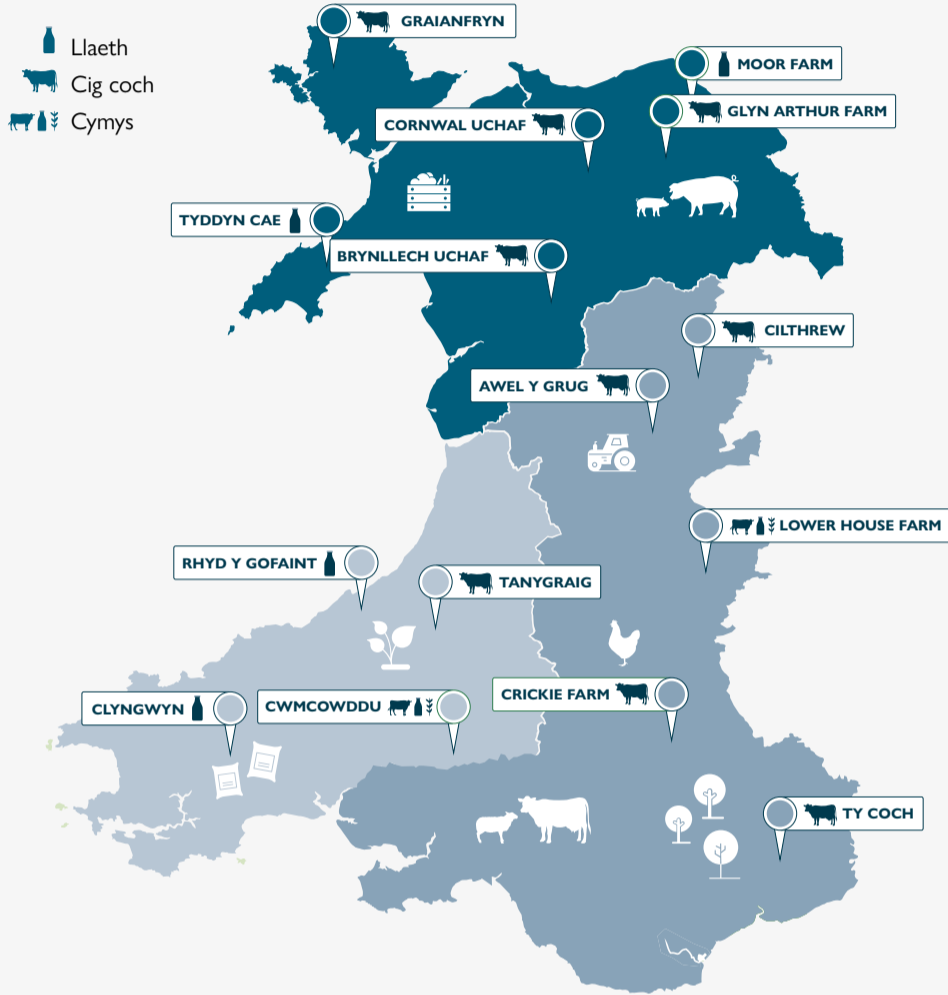 GRAIANFRYN
Llaeth
MOOR FARM
Cig coch
GLYN ARTHUR FARM
Cymys
CORNWAL UCHAF
TYDDYN CAE
BRYNLLECH UCHAF
CILTHREW
AWEL Y GRUG
LOWER HOUSE FARM
RHYD Y GOFAINT
TANYGRAIG
CRICKIE FARM
CLYNGWYN
CWMCOWDDU
TY COCH